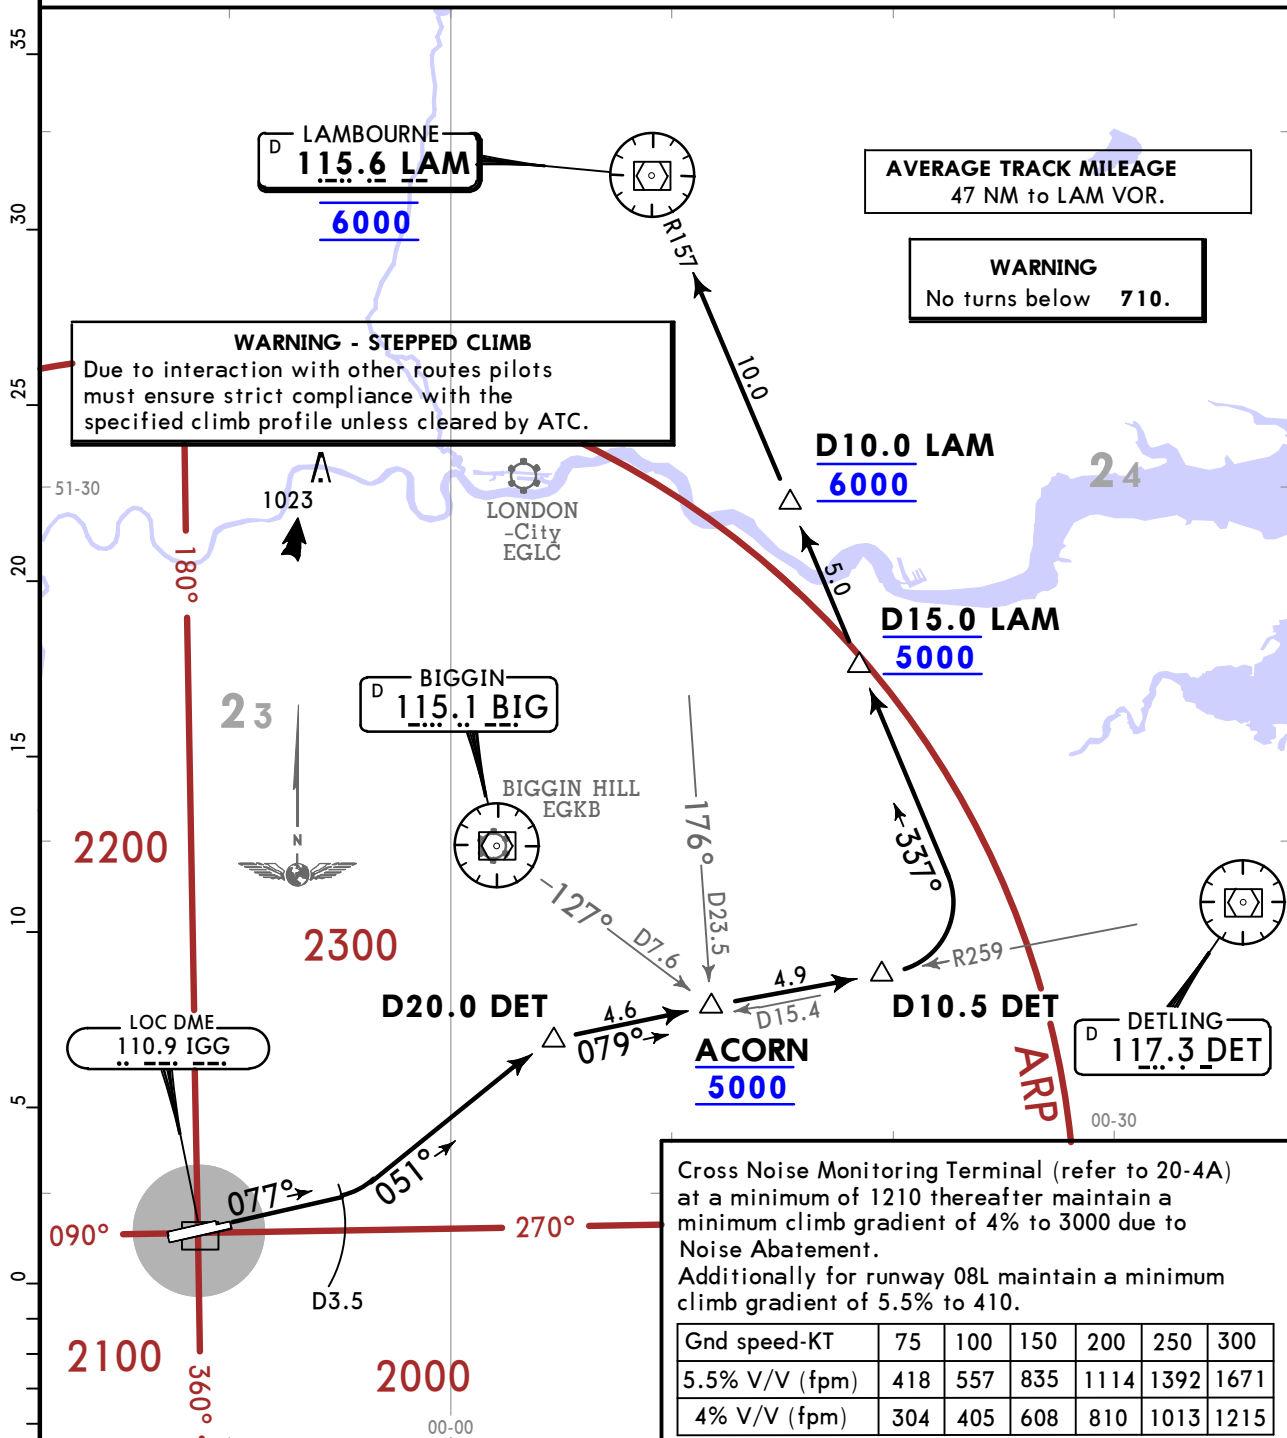 35
30
25
20
15
10
5
0
LAMBOURNE
D 115.6 LAM
6000
AVERAGE TRACK MILEAGE
47 NM to LAM VOR.
WARNING
No turns below 710.
R157
10.0
WARNING - STEPPED CLIMB
Due to interaction with other routes pilots
must ensure strict compliance with the
specified climb profile unless cleared by ATC.
D10.0 LAM
6000
24
51-30
1023
LONDON
-City
EGLC
180°
5.0
D15.0 LAM
5000
23
BIGGIN
D 115.1 BIG
BIGGIN HILL
EGKB
N
2200
2300
176°
D23.5
127°
D7.6
337°
R259
D20.0 DET
4.6
079°
4.9
D15.4
D10.5 DET
ACORN
5000
DETLING
D 117.3 DET
ARP
00-30
LOC DME
110.9 IGG
077°
051°
090°
270°
D3.5
2100
360°
2000
00-00
Cross Noise Monitoring Terminal (refer to 20-4A)
at a minimum of 1210 thereafter maintain a
minimum climb gradient of 4% to 3000 due to
Noise Abatement.
Additionally for runway 08L maintain a minimum
climb gradient of 5.5% to 410.
Gnd speed-KT 75 100 150 200 250 300
5.5% V/V (fpm) 418 557 835 1114 1392 1671
4% V/V (fpm) 304 405 608 810 1013 1215